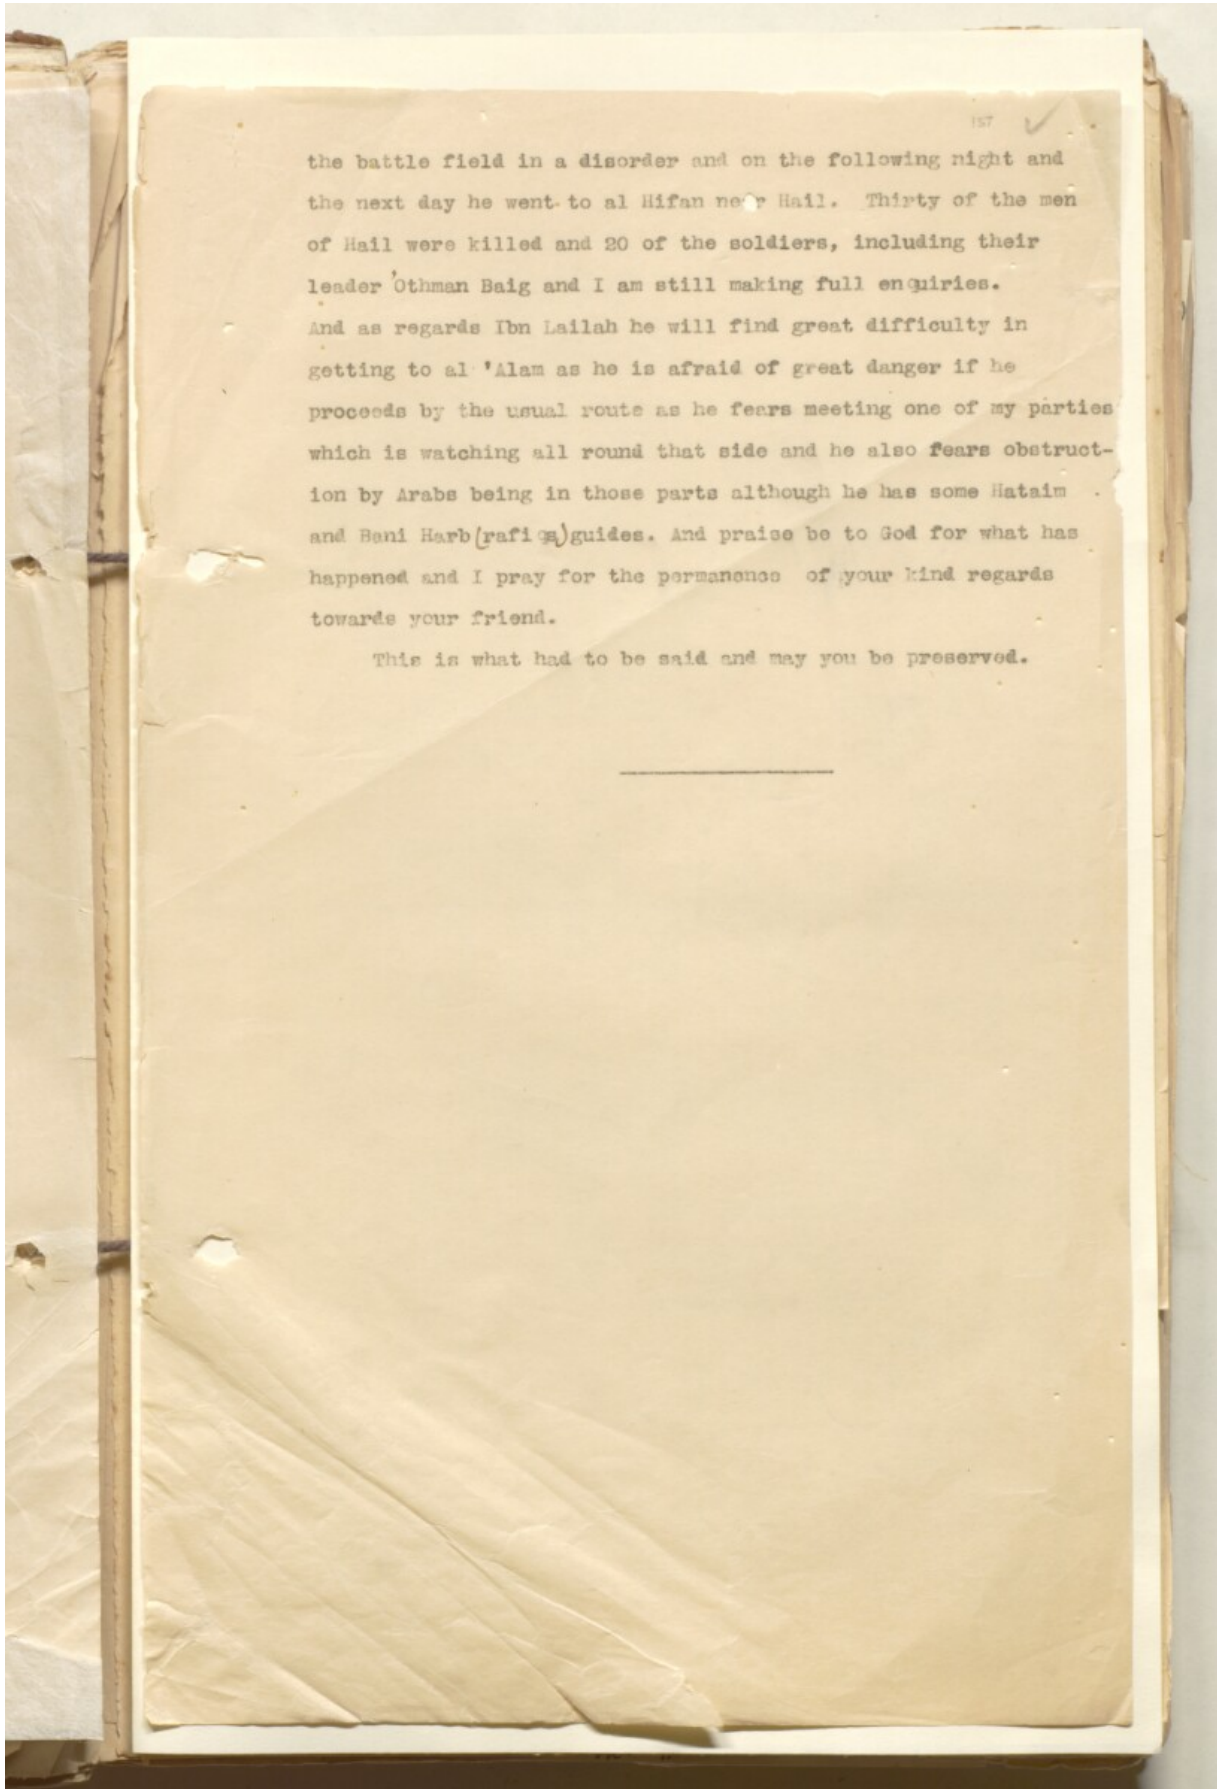 157 ✓
the battle field in a disorder and on the following night and
the next day he went to al Hifan near Hail. Thirty of the men
of Hail were killed and 20 of the soldiers, including their
leader 'Othman Baig and I am still making full enquiries.
And as regards Ibn Lailah he will find great difficulty in
getting to al 'Alam as he is afraid of great danger if he
proceeds by the usual route as he fears meeting one of my parties
which is watching all round that side and he also fears obstruct-
ion by Arabs being in those parts although he has some Hataim
and Bani Harb (rafiqs) guides. And praise be to God for what has
happened and I pray for the permanence of your kind regards
towards your friend.
This is what had to be said and may you be preserved.